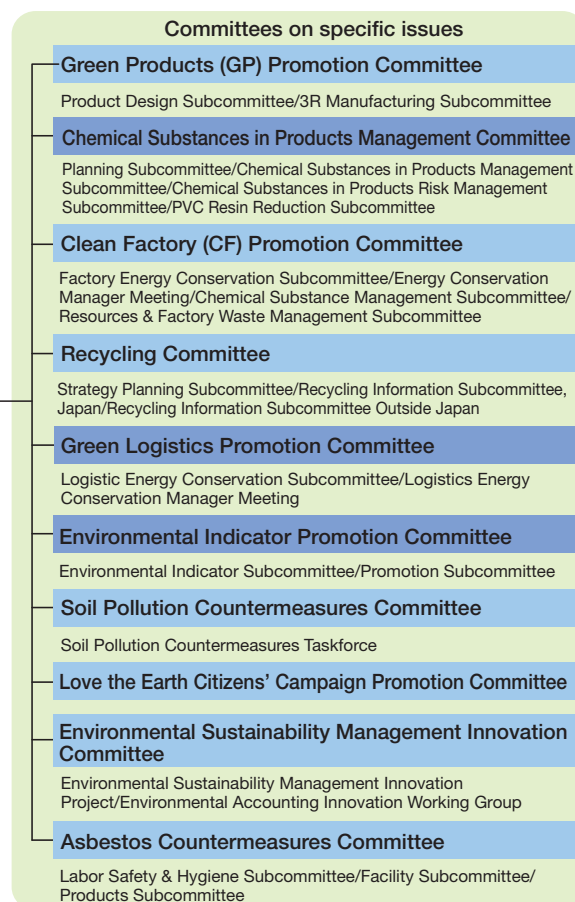 Committees on specific issues
Green Products (GP) Promotion Committee
Product Design Subcommittee/3R Manufacturing Subcommittee
Chemical Substances in Products Management Committee
Planning Subcommittee/Chemical Substances in Products Management
Subcommittee/Chemical Substances in Products Risk Management
Subcommittee/PVC Resin Reduction Subcommittee
Clean Factory (CF) Promotion Committee
Factory Energy Conservation Subcommittee/Energy Conservation
Manager Meeting/Chemical Substance Management Subcommittee/
Resources & Factory Waste Management Subcommittee
Recycling Committee
Strategy Planning Subcommittee/Recycling Information Subcommittee,
Japan/Recycling Information Subcommittee Outside Japan
Green Logistics Promotion Committee
Logistic Energy Conservation Subcommittee/Logistics Energy
Conservation Manager Meeting
Environmental Indicator Promotion Committee
Environmental Indicator Subcommittee/Promotion Subcommittee
Soil Pollution Countermeasures Committee
Soil Pollution Countermeasures Taskforce
Love the Earth Citizens' Campaign Promotion Committee
Environmental Sustainability Management Innovation
Committee
Environmental Sustainability Management Innovation
Project/Environmental Accounting Innovation Working Group
Asbestos Countermeasures Committee
Labor Safety & Hygiene Subcommittee/Facility Subcommittee/
Products Subcommittee